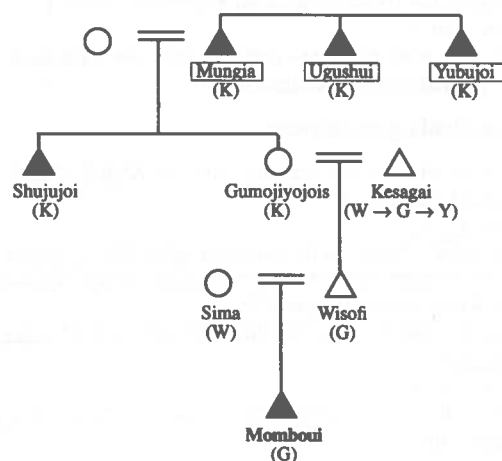 Mungia Ugushui Yubujoi
(K) (K) (K)
Shujujoi Gumojiyojois Kesagai
(K) (K) (W → G → Y)
Sima Wisofi
(W) (G)
Momboui
(G)